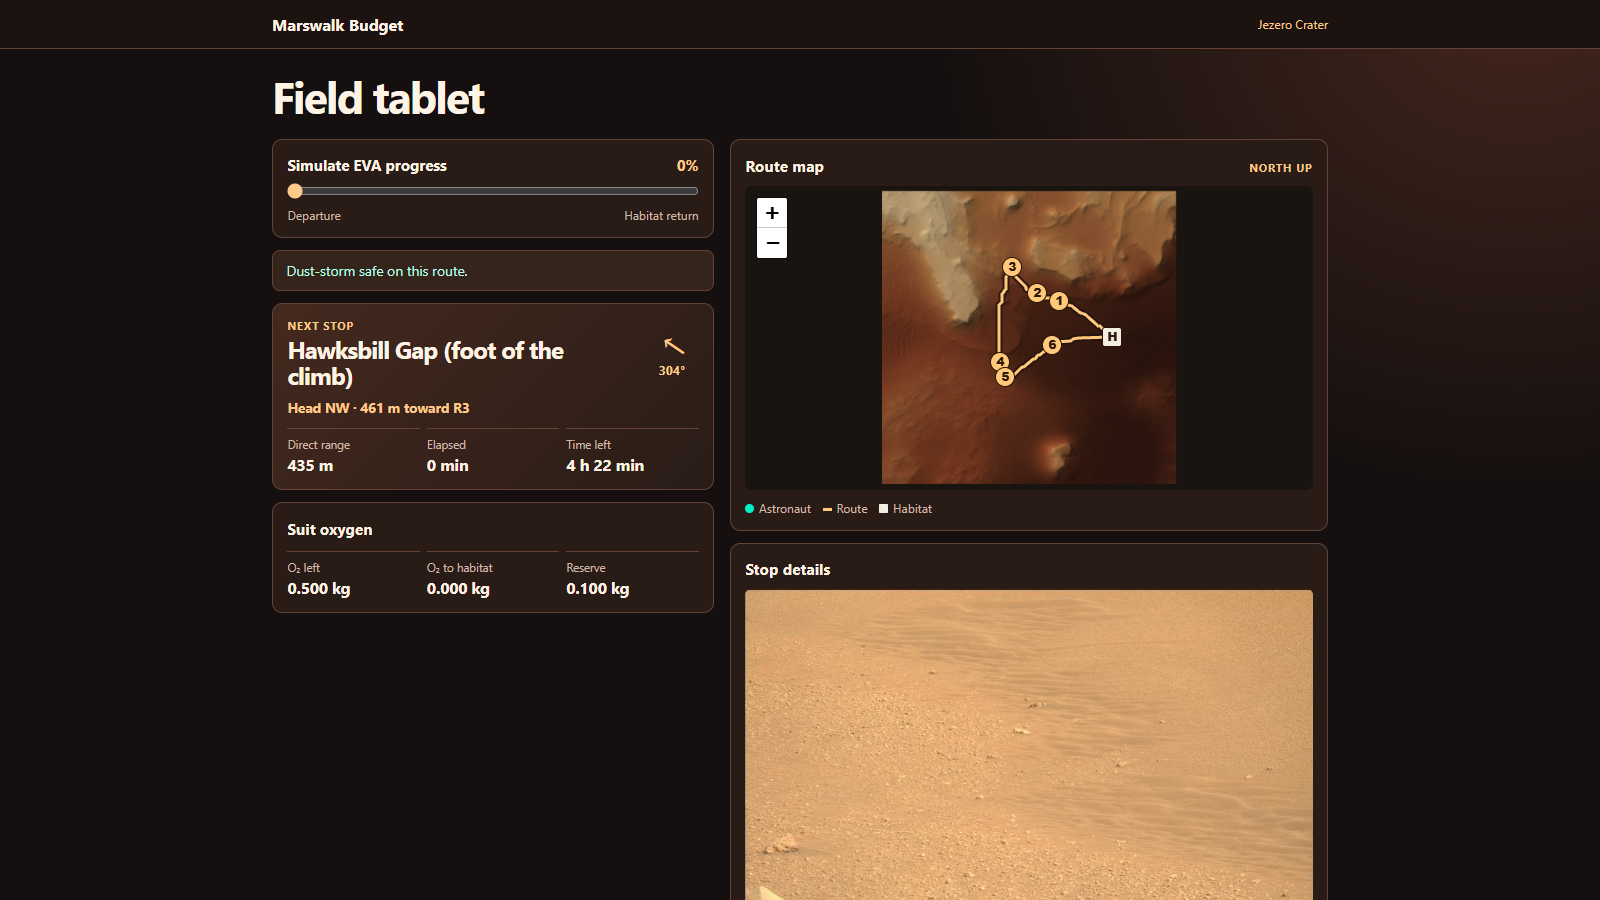 Marswalk Budget
Jezero Crater
Field tablet
Simulate EVA progress
0%
Departure
Habitat return
Dust-storm safe on this route.
NEXT STOP
Hawksbill Gap (foot of the
climb)
304°
Head NW · 461 m toward R3
Direct range
Elapsed
Time left
435 m
0 min
4 h 22 min
Suit oxygen
O₂ left
O₂ to habitat
Reserve
0.500 kg
0.000 kg
0.100 kg
Route map
NORTH UP
+
−
3
2
1
H
6
4
5
Astronaut
Route
Habitat
Stop details